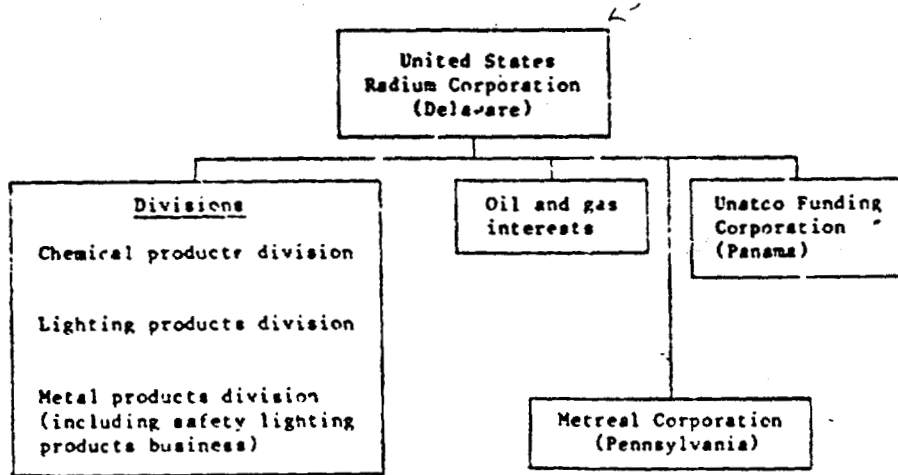 United States
Radium Corporation
(Delaware)
Divisions
Chemical products division
Lighting products division
Metal products division
(including safety lighting
products business)
Oil and gas
interests
Unatco Funding
Corporation
(Panama)
Metreal Corporation
(Pennsylvania)